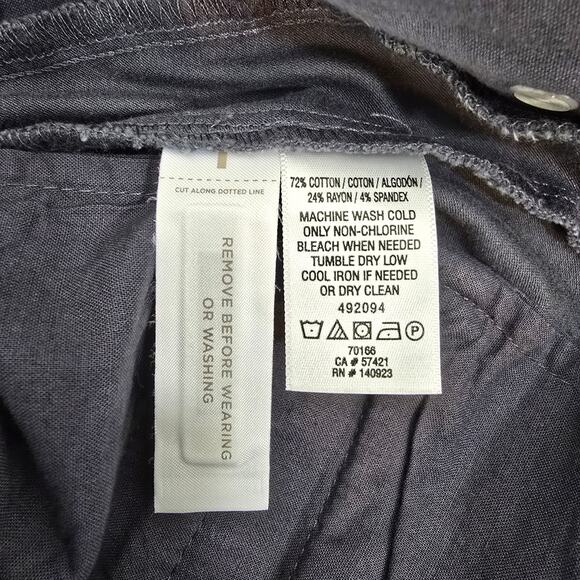 CUT ALONG DOTTED LINE
REMOVE BEFORE WEARING
OR WASHING
72% COTTON / COTON / ALGODÓN /
24% RAYON / 4% SPANDEX
MACHINE WASH COLD
ONLY NON-CHLORINE
BLEACH WHEN NEEDED
TUMBLE DRY LOW
COOL IRON IF NEEDED
OR DRY CLEAN
492094
P
70166
CA # 57421
RN # 140923